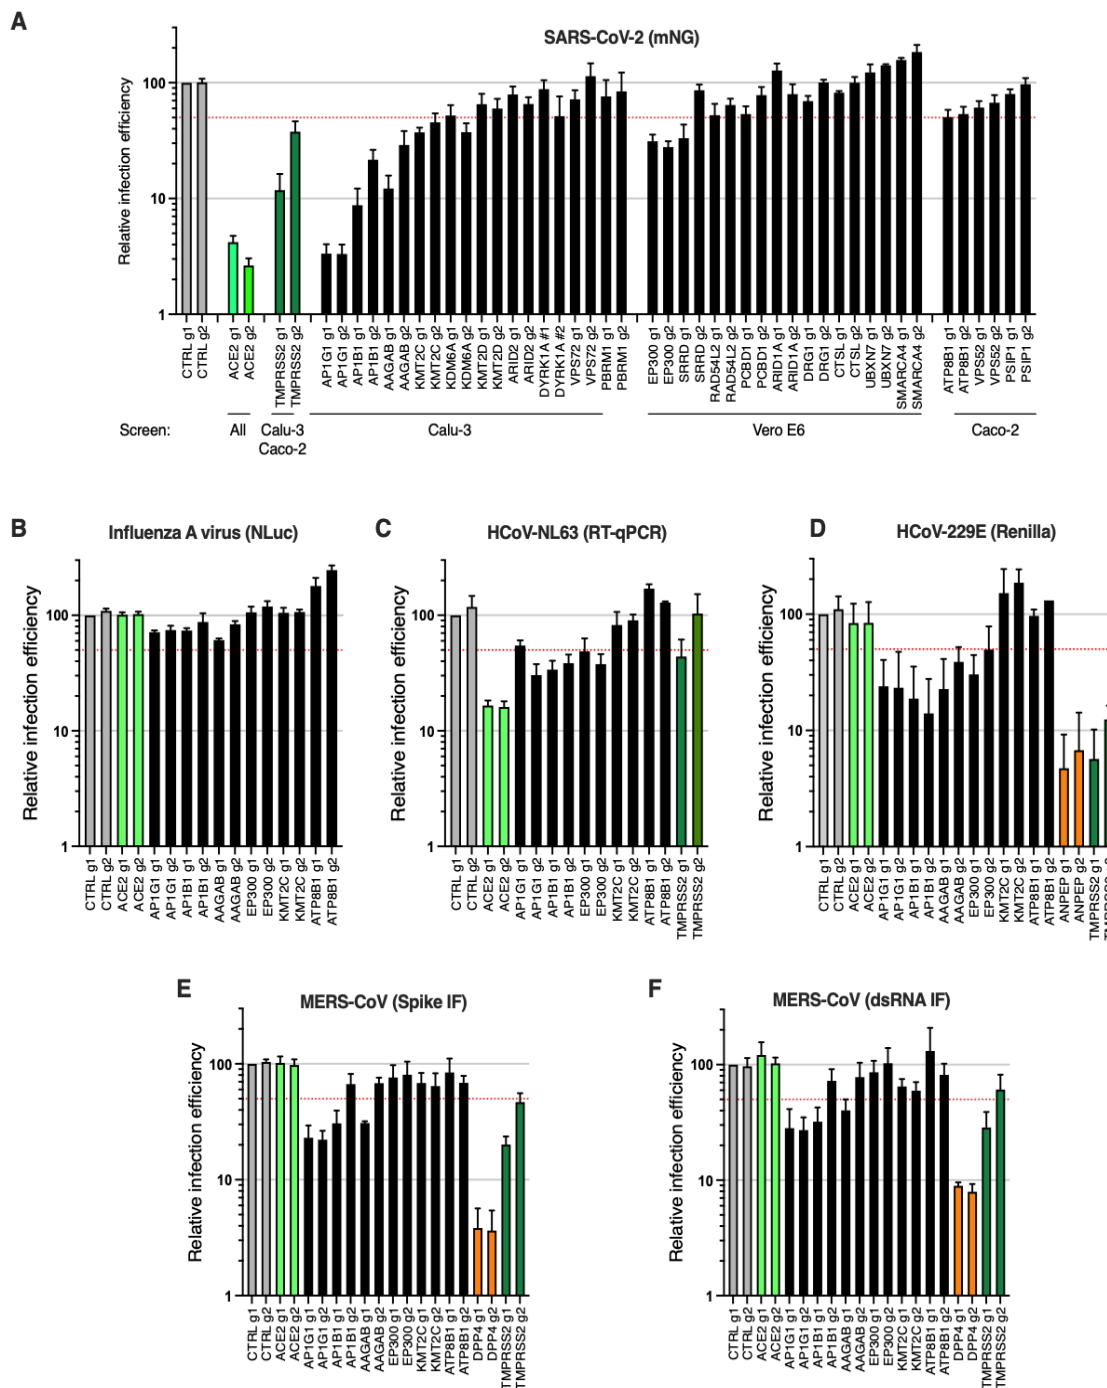 A
SARS-CoV-2 (mNG)
Relative infection efficiency
100
10
1
CTRL g1
CTRL g2
ACE2 g1
ACE2 g2
TMPRSS2 g1
TMPRSS2 g2
AP1G1 g1
AP1G1 g2
AP1B1 g1
AP1B1 g2
AAGAB g1
AAGAB g2
KMT2C g1
KMT2C g2
KDM6A g1
KDM6A g2
KMT2D g1
KMT2D g2
ARID2 g1
ARID2 g2
DYRK1A #1
DYRK1A #2
VPS72 g1
VPS72 g2
PBRM1 g1
PBRM1 g2
EP300 g1
EP300 g2
SRRD g1
SRRD g2
RAD54L2 g1
RAD54L2 g2
PCBD1 g1
PCBD1 g2
ARID1A g1
ARID1A g2
DRG1 g1
DRG1 g2
CTSL g1
CTSL g2
UBXN7 g1
UBXN7 g2
SMARCA4 g1
SMARCA4 g2
ATP8B1 g1
ATP8B1 g2
VPS52 g1
VPS52 g2
PSIP1 g1
PSIP1 g2
Screen:
All
Calu-3
Caco-2
Calu-3
Vero E6
Caco-2
B
Influenza A virus (NLuc)
Relative infection efficiency
100
10
1
CTRL g1
CTRL g2
ACE2 g1
ACE2 g2
AP1G1 g1
AP1G1 g2
AP1B1 g1
AP1B1 g2
AAGAB g1
AAGAB g2
EP300 g1
EP300 g2
KMT2C g1
KMT2C g2
ATP8B1 g1
ATP8B1 g2
C
HCoV-NL63 (RT-qPCR)
Relative infection efficiency
100
10
1
CTRL g1
CTRL g2
ACE2 g1
ACE2 g2
AP1G1 g1
AP1G1 g2
AP1B1 g1
AP1B1 g2
EP300 g1
EP300 g2
KMT2C g1
KMT2C g2
ATP8B1 g1
ATP8B1 g2
TMPRSS2 g1
TMPRSS2 g2
D
HCoV-229E (Renilla)
Relative infection efficiency
100
10
1
CTRL g1
CTRL g2
ACE2 g1
ACE2 g2
AP1G1 g1
AP1G1 g2
AP1B1 g1
AP1B1 g2
AAGAB g1
AAGAB g2
EP300 g1
EP300 g2
KMT2C g1
KMT2C g2
ATP8B1 g1
ATP8B1 g2
ANPEP g1
ANPEP g2
TMPRSS2 g1
E
MERS-CoV (Spike IF)
Relative infection efficiency
100
10
1
CTRL g1
CTRL g2
ACE2 g1
ACE2 g2
AP1G1 g1
AP1G1 g2
AP1B1 g1
AP1B1 g2
AAGAB g1
AAGAB g2
EP300 g1
EP300 g2
KMT2C g1
KMT2C g2
ATP8B1 g1
ATP8B1 g2
DPP4 g1
DPP4 g2
TMPRSS2 g1
TMPRSS2 g2
F
MERS-CoV (dsRNA IF)
Relative infection efficiency
100
10
1
CTRL g1
CTRL g2
ACE2 g1
ACE2 g2
AP1G1 g1
AP1G1 g2
AP1B1 g1
AP1B1 g2
AAGAB g1
AAGAB g2
EP300 g1
EP300 g2
KMT2C g1
KMT2C g2
ATP8B1 g1
ATP8B1 g2
DPP4 g1
DPP4 g2
TMPRSS2 g1
TMPRSS2 g2